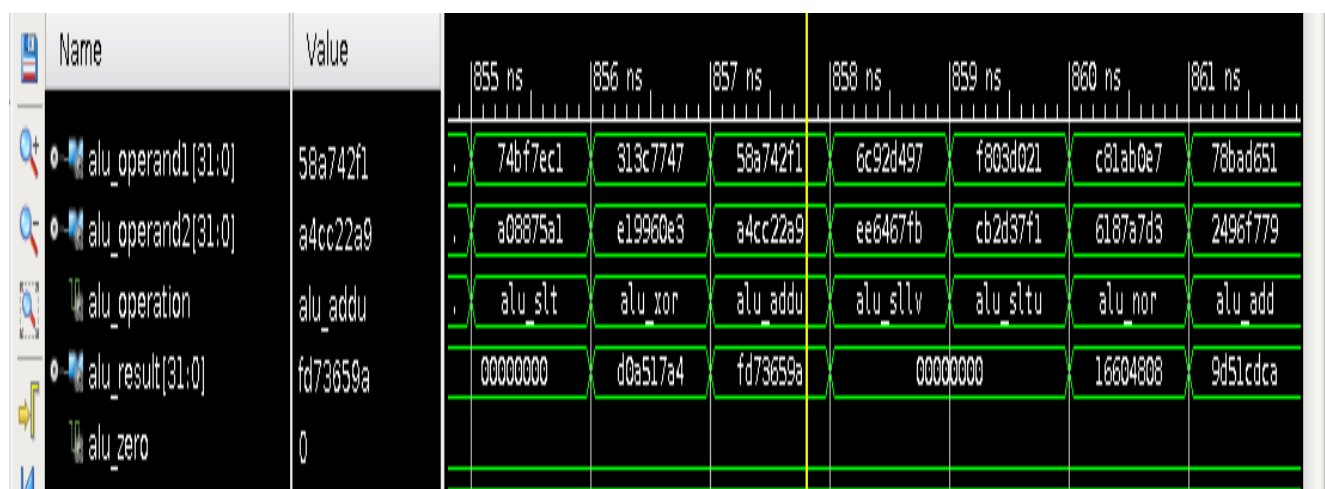 Name Value
855 ns 856 ns 857 ns 858 ns 859 ns 860 ns 861 ns
alu_operand1[31:0] 58a742f1 . 74bf7ec1 313c7747 58a742f1 6c92d497 f803d021 c81ab0e7 78bad651
alu_operand2[31:0] a4cc22a9 . a08875a1 e19960e3 a4cc22a9 ee6467fb cb2d37f1 6187a7d3 2496f779
alu_operation alu_addu . alu_slt alu_xor alu_addu alu_sllv alu_sltu alu_nor alu_add
alu_result[31:0] fd73659a 00000000 d0a517a4 fd73659a 00000000 16604808 9d51cdca
alu_zero 0